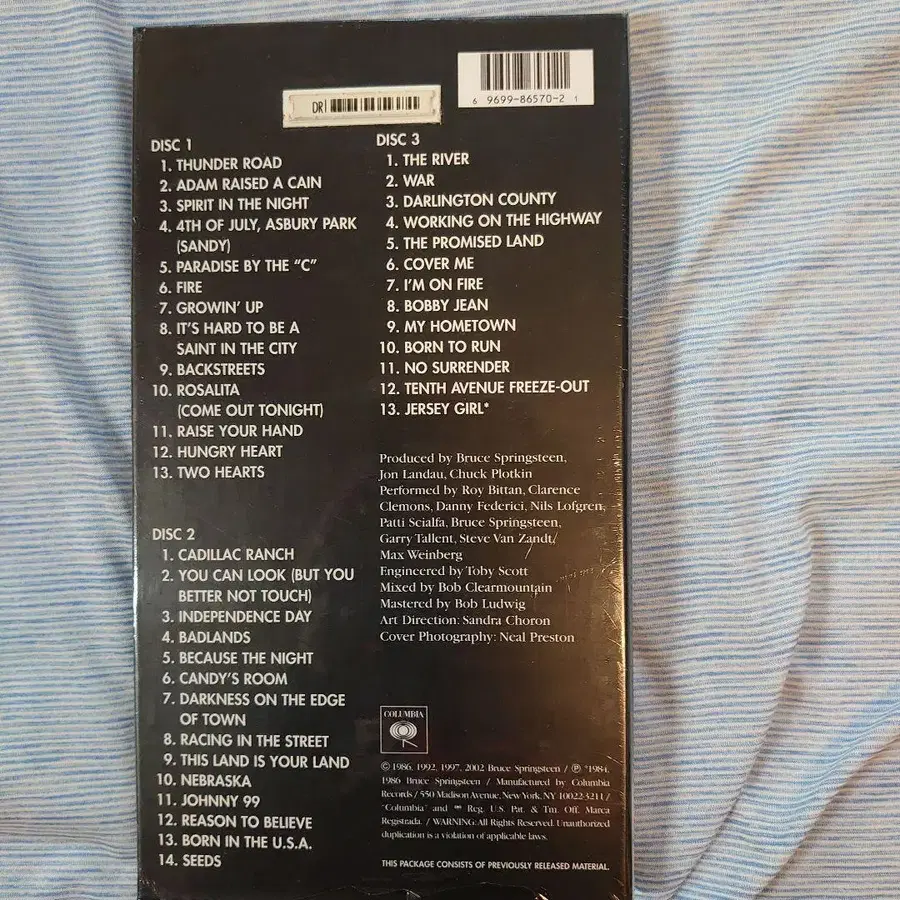 6 9699-86570-2 1
DRI
DISC 1
1. THUNDER ROAD
2. ADAM RAISED A CAIN
3. SPIRIT IN THE NIGHT
4. 4TH OF JULY, ASBURY PARK
(SANDY)
5. PARADISE BY THE “C”
6. FIRE
7. GROWIN’ UP
8. IT’S HARD TO BE A
SAINT IN THE CITY
9. BACKSTREETS
10. ROSALITA
(COME OUT TONIGHT)
11. RAISE YOUR HAND
12. HUNGRY HEART
13. TWO HEARTS
DISC 2
1. CADILLAC RANCH
2. YOU CAN LOOK (BUT YOU
BETTER NOT TOUCH)
3. INDEPENDENCE DAY
4. BADLANDS
5. BECAUSE THE NIGHT
6. CANDY’S ROOM
7. DARKNESS ON THE EDGE
OF TOWN
8. RACING IN THE STREET
9. THIS LAND IS YOUR LAND
10. NEBRASKA
11. JOHNNY 99
12. REASON TO BELIEVE
13. BORN IN THE U.S.A.
14. SEEDS
DISC 3
1. THE RIVER
2. WAR
3. DARLINGTON COUNTY
4. WORKING ON THE HIGHWAY
5. THE PROMISED LAND
6. COVER ME
7. I’M ON FIRE
8. BOBBY JEAN
9. MY HOMETOWN
10. BORN TO RUN
11. NO SURRENDER
12. TENTH AVENUE FREEZE-OUT
13. JERSEY GIRL*
Produced by Bruce Springsteen,
Jon Landau, Chuck Plotkin
Performed by Roy Bittan, Clarence
Clemons, Danny Federici, Nils Lofgren,
Patti Scialfa, Bruce Springsteen,
Garry Tallent, Steve Van Zandt,
Max Weinberg
Engineered by Toby Scott
Mixed by Bob Clearmountain
Mastered by Bob Ludwig
Art Direction: Sandra Choron
Cover Photography: Neal Preston
COLUMBIA
© 1986, 1992, 1997, 2002 Bruce Springsteen / ℗ *1984,
1986 Bruce Springsteen / Manufactured by Columbia
Records / 550 Madison Avenue, New York, NY 10022-3211 /
"Columbia" and Reg. U.S. Pat. & Tm. Off. Marca
Registrada. / WARNING: All Rights Reserved. Unauthorized
duplication is a violation of applicable laws.
THIS PACKAGE CONSISTS OF PREVIOUSLY RELEASED MATERIAL.